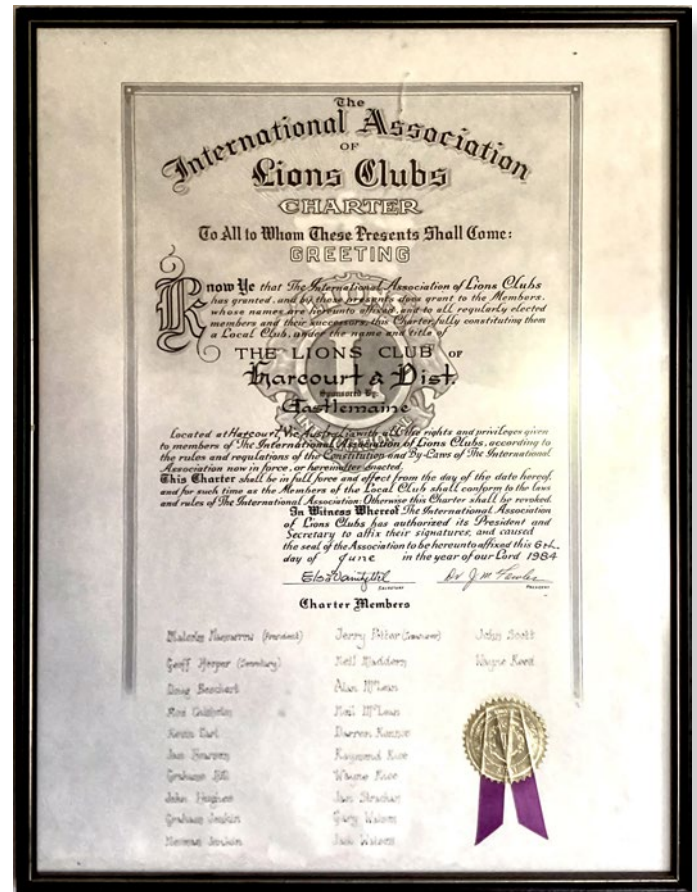 The
International Association
OF
Lions Clubs
CHARTER
To All to Whom These Presents Shall Come:
GREETING
Know Ye that The International Association of Lions Clubs
has granted, and by these presents does grant to the Members,
whose names are hereunto affixed, and to all regularly elected
members and their successors, this Charter fully constituting them
a Local Club, under the name and title of
THE LIONS CLUB OF
Harcourt & Dist.
Sponsored By:
Castlemaine
Located at Harcourt, Vic Australia with all the rights and privileges given
to members of The International Association of Lions Clubs, according to
the rules and regulations of the Constitution and By-Laws of The International
Association now in force, or hereinafter enacted.
This Charter shall be in full force and effect from the day of the date hereof,
and for such time as the Members of the Local Club shall conform to the laws
and rules of The International Association: Otherwise this Charter shall be revoked.
In Witness Whereof The International Association
of Lions Clubs has authorized its President and
Secretary to affix their signatures, and caused
the seal of the Association to be hereunto affixed this 6th
day of June in the year of our Lord 1984
Dr J. M. Fowler
SECRETARY PRESIDENT
Charter Members
Malcolm (President) Jerry (Treasurer) John Scott
Geoff Hooper (Secretary) Neil Maddern Wayne Reed
Doug Alan McLean
Rod Neil McLean
Kevin Earl Darren
Ian Raymond Rice
Graham Hill Wayne Rice
John Hughes Ian Strachan
Graham Jenkin Gary Watson
Norman Jenkin Jack Watson